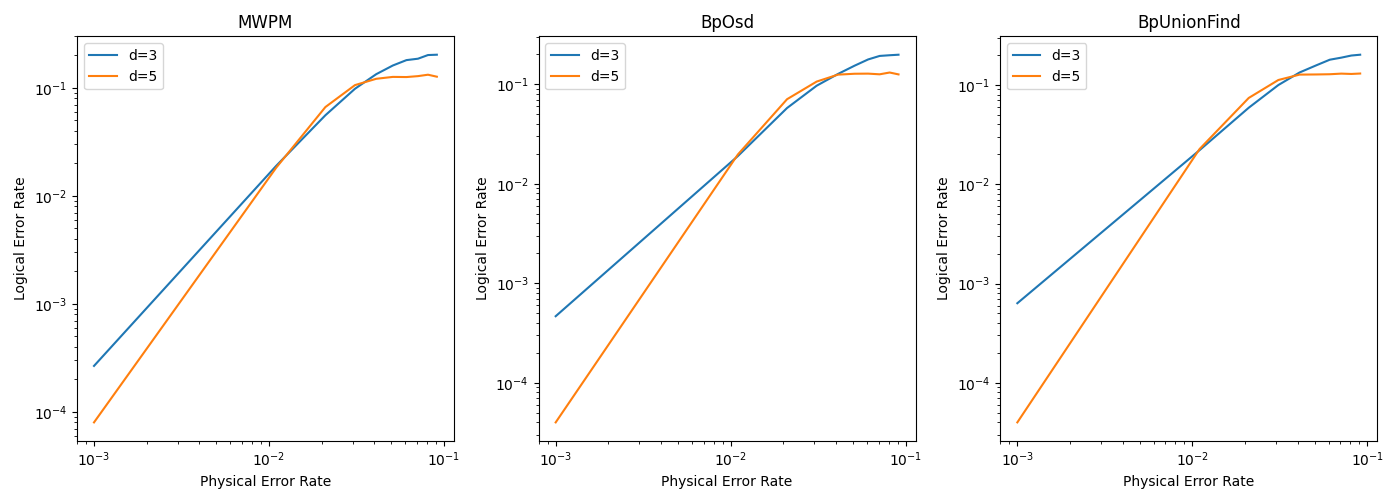 MWPM
d=3
d=5
10⁻¹
10⁻²
10⁻³
10⁻⁴
Logical Error Rate
10⁻³
10⁻²
10⁻¹
Physical Error Rate
BpOsd
d=3
d=5
10⁻¹
10⁻²
10⁻³
10⁻⁴
Logical Error Rate
10⁻³
10⁻²
10⁻¹
Physical Error Rate
BpUnionFind
d=3
d=5
10⁻¹
10⁻²
10⁻³
10⁻⁴
Logical Error Rate
10⁻³
10⁻²
10⁻¹
Physical Error Rate